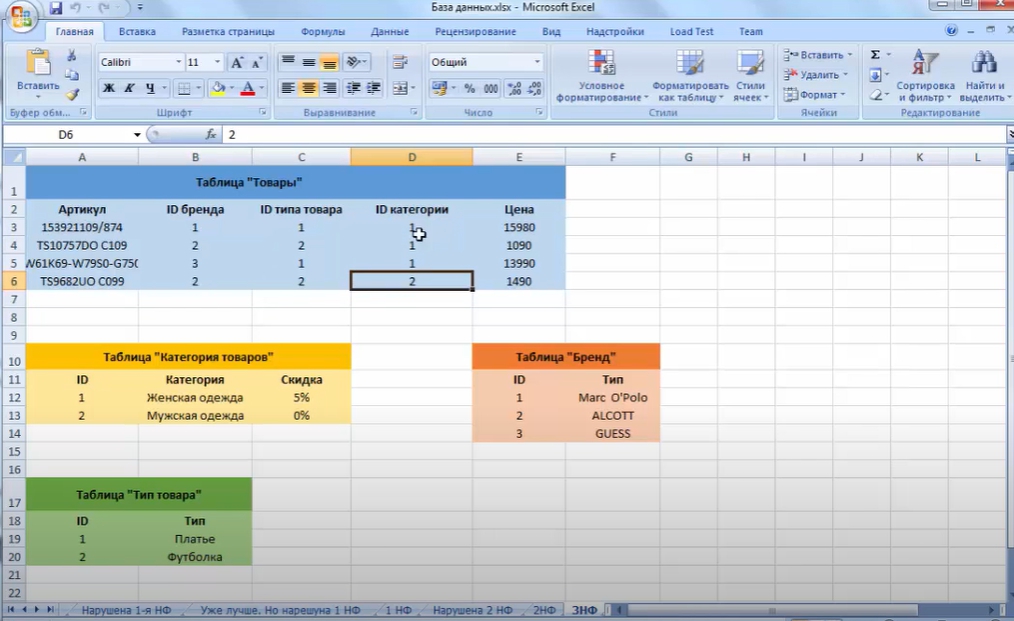 База данных.xlsx - Microsoft Excel
Главная Вставка Разметка страницы Формулы Данные Рецензирование Вид Надстройки Load Test Team
Calibri 11 Общий Вставить Σ
Вставить Ж К Ч А % 000 Условное форматирование Форматировать как таблицу Стили ячеек Удалить Формат Сортировка и фильтр Найти и выделить
Буфер обм... Шрифт Выравнивание Число Стили Ячейки Редактирование
D6 fx 2
A B C D E F G H I J K L
1 Таблица "Товары"
2 Артикул ID бренда ID типа товара ID категории Цена
3 153921109/874 1 1 1 15980
4 TS10757DO C109 2 2 1 1090
5 W61K69-W79S0-G750 3 1 1 13990
6 TS9682UO C099 2 2 2 1490
7
8
9
10 Таблица "Категория товаров" Таблица "Бренд"
11 ID Категория Скидка ID Тип
12 1 Женская одежда 5% 1 Marc O'Polo
13 2 Мужская одежда 0% 2 ALCOTT
14 3 GUESS
15
16
17 Таблица "Тип товара"
18 ID Тип
19 1 Платье
20 2 Футболка
21
22
Нарушена 1-я НФ Уже лучше. Но нарешуна 1 НФ 1 НФ Нарушена 2 НФ 2НФ 3НФ